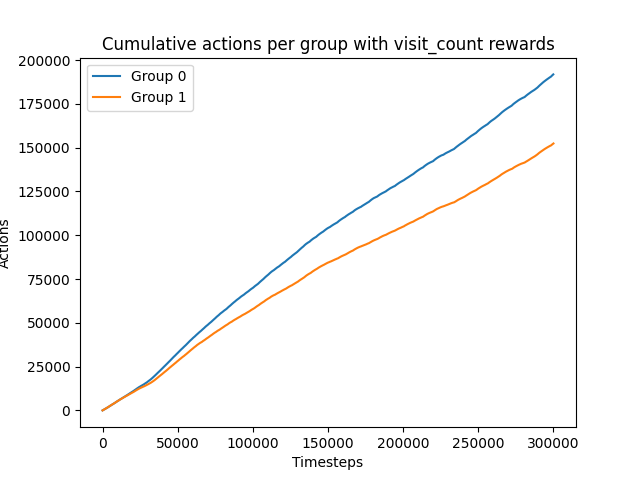 Cumulative actions per group with visit_count rewards
200000
175000
150000
125000
100000
75000
50000
25000
0
Actions
Group 0
Group 1
0 50000 100000 150000 200000 250000 300000
Timesteps